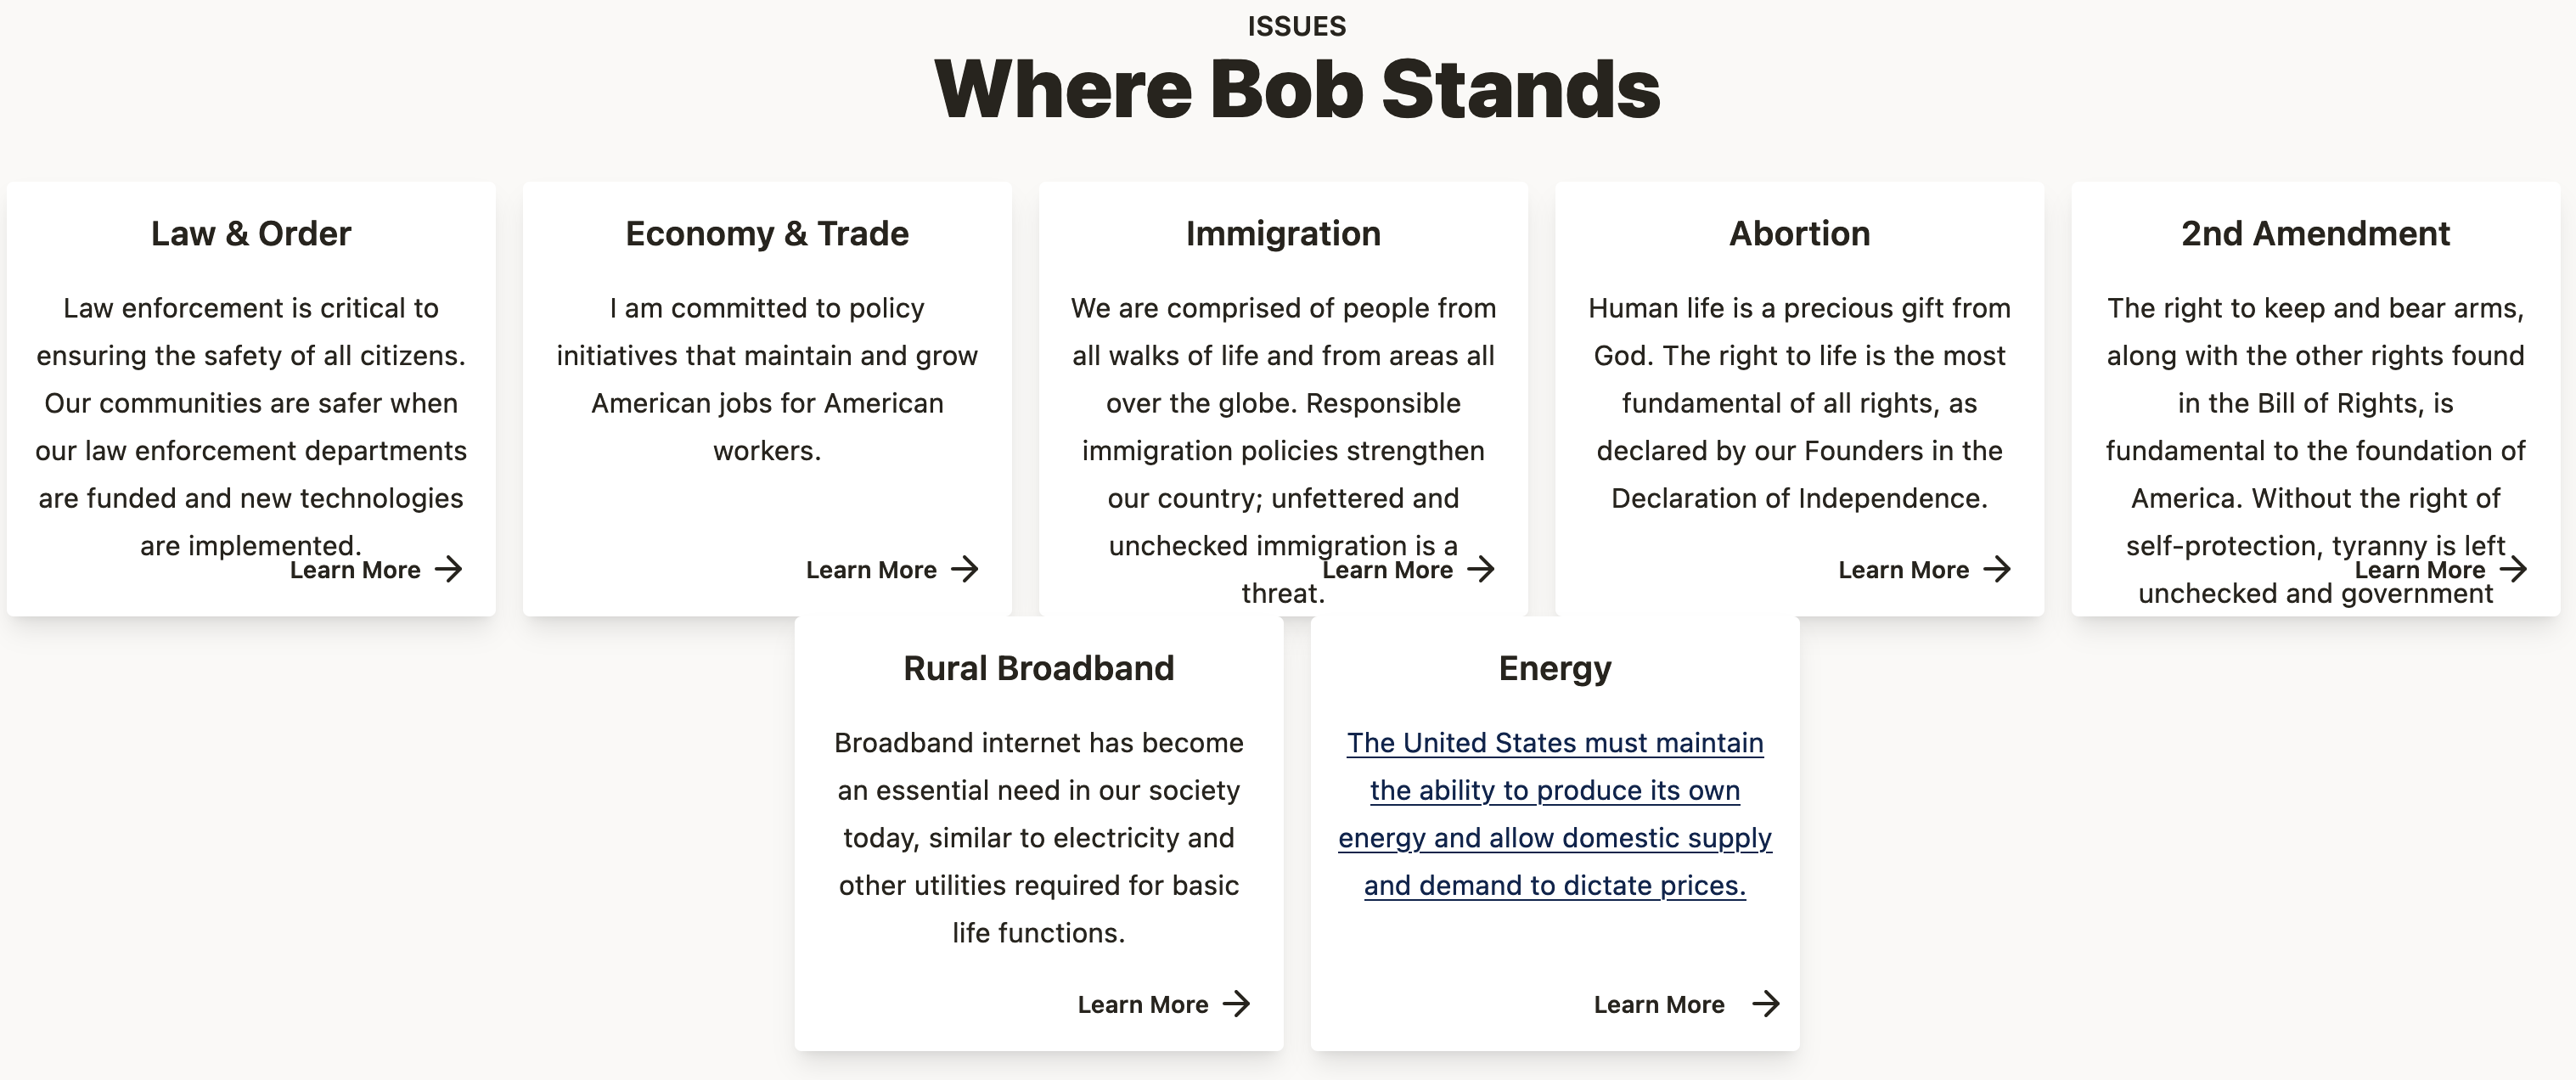 ISSUES
Where Bob Stands
Law & Order
Law enforcement is critical to
ensuring the safety of all citizens.
Our communities are safer when
our law enforcement departments
are funded and new technologies
are implemented.
Learn More
Economy & Trade
I am committed to policy
initiatives that maintain and grow
American jobs for American
workers.
Learn More
Immigration
We are comprised of people from
all walks of life and from areas all
over the globe. Responsible
immigration policies strengthen
our country; unfettered and
unchecked immigration is a
threat.
Learn More
Abortion
Human life is a precious gift from
God. The right to life is the most
fundamental of all rights, as
declared by our Founders in the
Declaration of Independence.
Learn More
2nd Amendment
The right to keep and bear arms,
along with the other rights found
in the Bill of Rights, is
fundamental to the foundation of
America. Without the right of
self-protection, tyranny is left
unchecked and government
Learn More
Rural Broadband
Broadband internet has become
an essential need in our society
today, similar to electricity and
other utilities required for basic
life functions.
Learn More
Energy
The United States must maintain
the ability to produce its own
energy and allow domestic supply
and demand to dictate prices.
Learn More